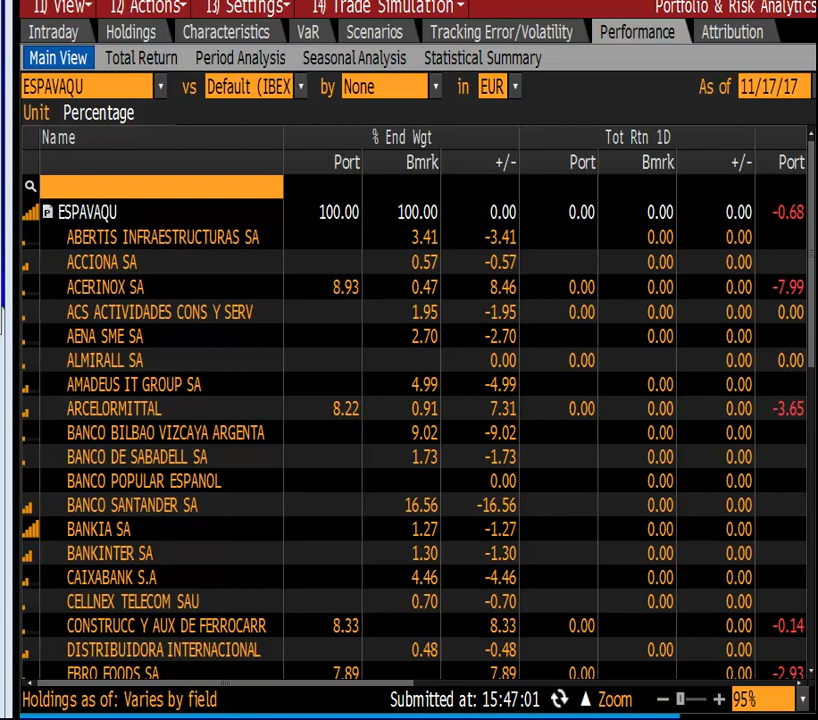 11) View▾ 12) Actions▾ 13) Settings▾ 14) Trade Simulation▾ Portfolio & Risk Analytics
Intraday Holdings Characteristics VaR Scenarios Tracking Error/Volatility Performance Attribution
Main View Total Return Period Analysis Seasonal Analysis Statistical Summary
ESPAVAQU vs Default (IBEX by None in EUR As of 11/17/17
Unit Percentage
Name % End Wgt Tot Rtn 1D
Port Bmrk +/- Port Bmrk +/- Port
P ESPAVAQU 100.00 100.00 0.00 0.00 0.00 0.00 -0.68
ABERTIS INFRAESTRUCTURAS SA 3.41 -3.41 0.00 0.00
ACCIONA SA 0.57 -0.57 0.00 0.00
ACERINOX SA 8.93 0.47 8.46 0.00 0.00 0.00 -7.99
ACS ACTIVIDADES CONS Y SERV 1.95 -1.95 0.00 0.00 0.00 0.00
AENA SME SA 2.70 -2.70 0.00 0.00
ALMIRALL SA 0.00 0.00 0.00 0.00
AMADEUS IT GROUP SA 4.99 -4.99 0.00 0.00
ARCELORMITTAL 8.22 0.91 7.31 0.00 0.00 0.00 -3.65
BANCO BILBAO VIZCAYA ARGENTA 9.02 -9.02 0.00 0.00
BANCO DE SABADELL SA 1.73 -1.73 0.00 0.00
BANCO POPULAR ESPANOL 0.00 0.00 0.00
BANCO SANTANDER SA 16.56 -16.56 0.00 0.00
BANKIA SA 1.27 -1.27 0.00 0.00
BANKINTER SA 1.30 -1.30 0.00 0.00
CAIXABANK S.A 4.46 -4.46 0.00 0.00
CELLNEX TELECOM SAU 0.70 -0.70 0.00 0.00
CONSTRUCC Y AUX DE FERROCARR 8.33 8.33 0.00 0.00 -0.14
DISTRIBUIDORA INTERNACIONAL 0.48 -0.48 0.00 0.00
EBRO FOODS SA 7.89 7.89 0.00 0.00 -2.93
Holdings as of: Varies by field Submitted at: 15:47:01 Zoom − + 95%